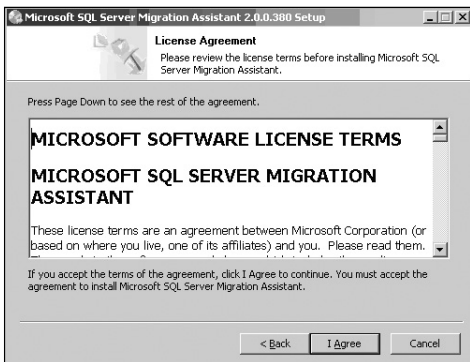 Microsoft SQL Server Migration Assistant 2.0.0.380 Setup
License Agreement
Please review the license terms before installing Microsoft SQL
Server Migration Assistant.
Press Page Down to see the rest of the agreement.
MICROSOFT SOFTWARE LICENSE TERMS
MICROSOFT SQL SERVER MIGRATION
ASSISTANT
These license terms are an agreement between Microsoft Corporation (or
based on where you live, one of its affiliates) and you. Please read them.
If you accept the terms of the agreement, click I Agree to continue. You must accept the
agreement to install Microsoft SQL Server Migration Assistant.
< Back
I Agree
Cancel